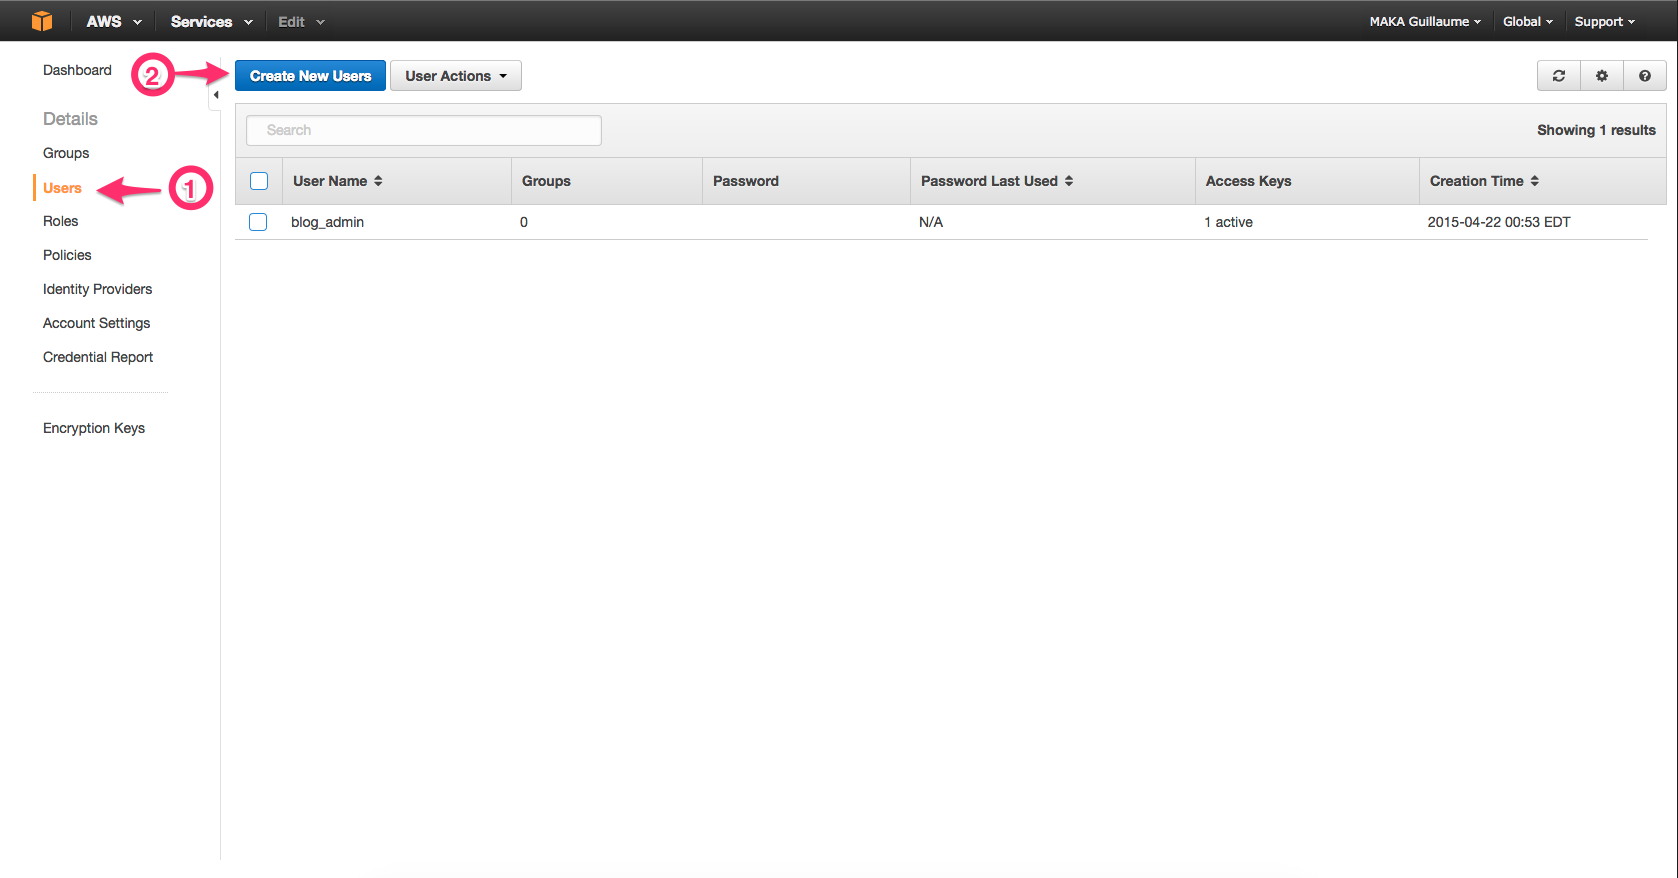 AWS Services Edit MAKA Guillaume Global Support
Dashboard
2
Create New Users User Actions
Details
Search
Showing 1 results
Groups
Users
1
Roles
Policies
Identity Providers
Account Settings
Credential Report
Encryption Keys
User Name Groups Password Password Last Used Access Keys Creation Time
blog_admin 0 N/A 1 active 2015-04-22 00:53 EDT